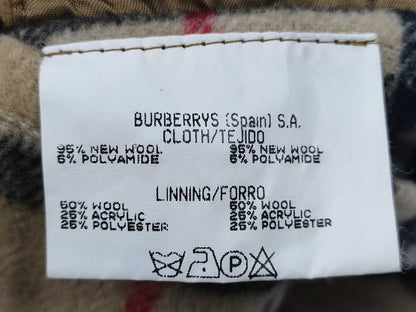 BURBERRYS (Spain) S.A.
CLOTH/TEJIDO
95% NEW WOOL 95% NEW WOOL
5% POLYAMIDE 5% POLYAMIDE
LINNING/FORRO
50% WOOL 50% WOOL
25% ACRYLIC 25% ACRYLIC
25% POLYESTER 25% POLYESTER
P